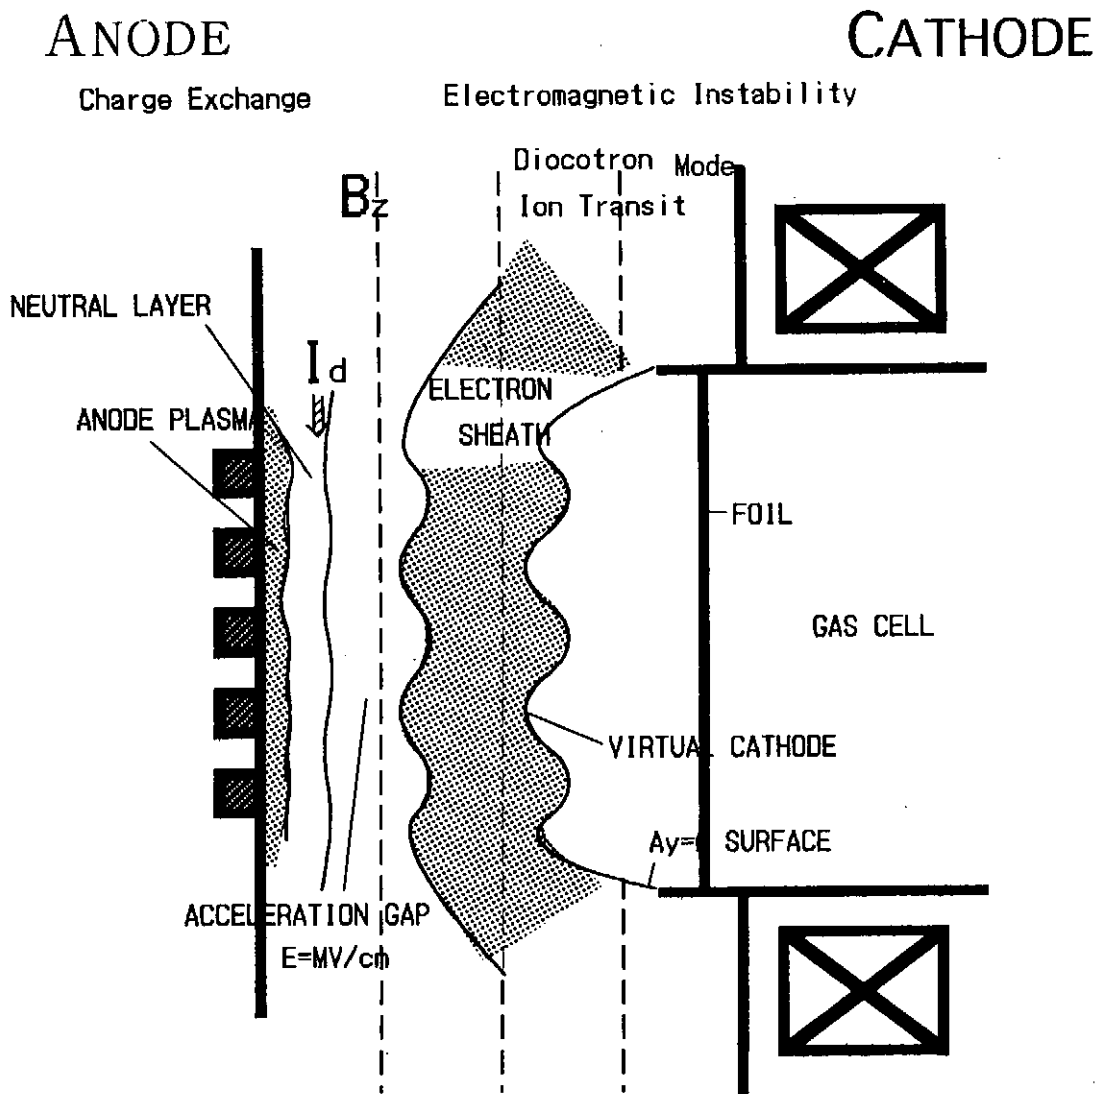 ANODE
CATHODE
Charge Exchange
Electromagnetic Instability
Diocotron Mode
Ion Transit
Bz
NEUTRAL LAYER
Id
ELECTRON
SHEATH
ANODE PLASMA
FOIL
GAS CELL
VIRTUAL CATHODE
Ay= SURFACE
ACCELERATION GAP
E=MV/cm